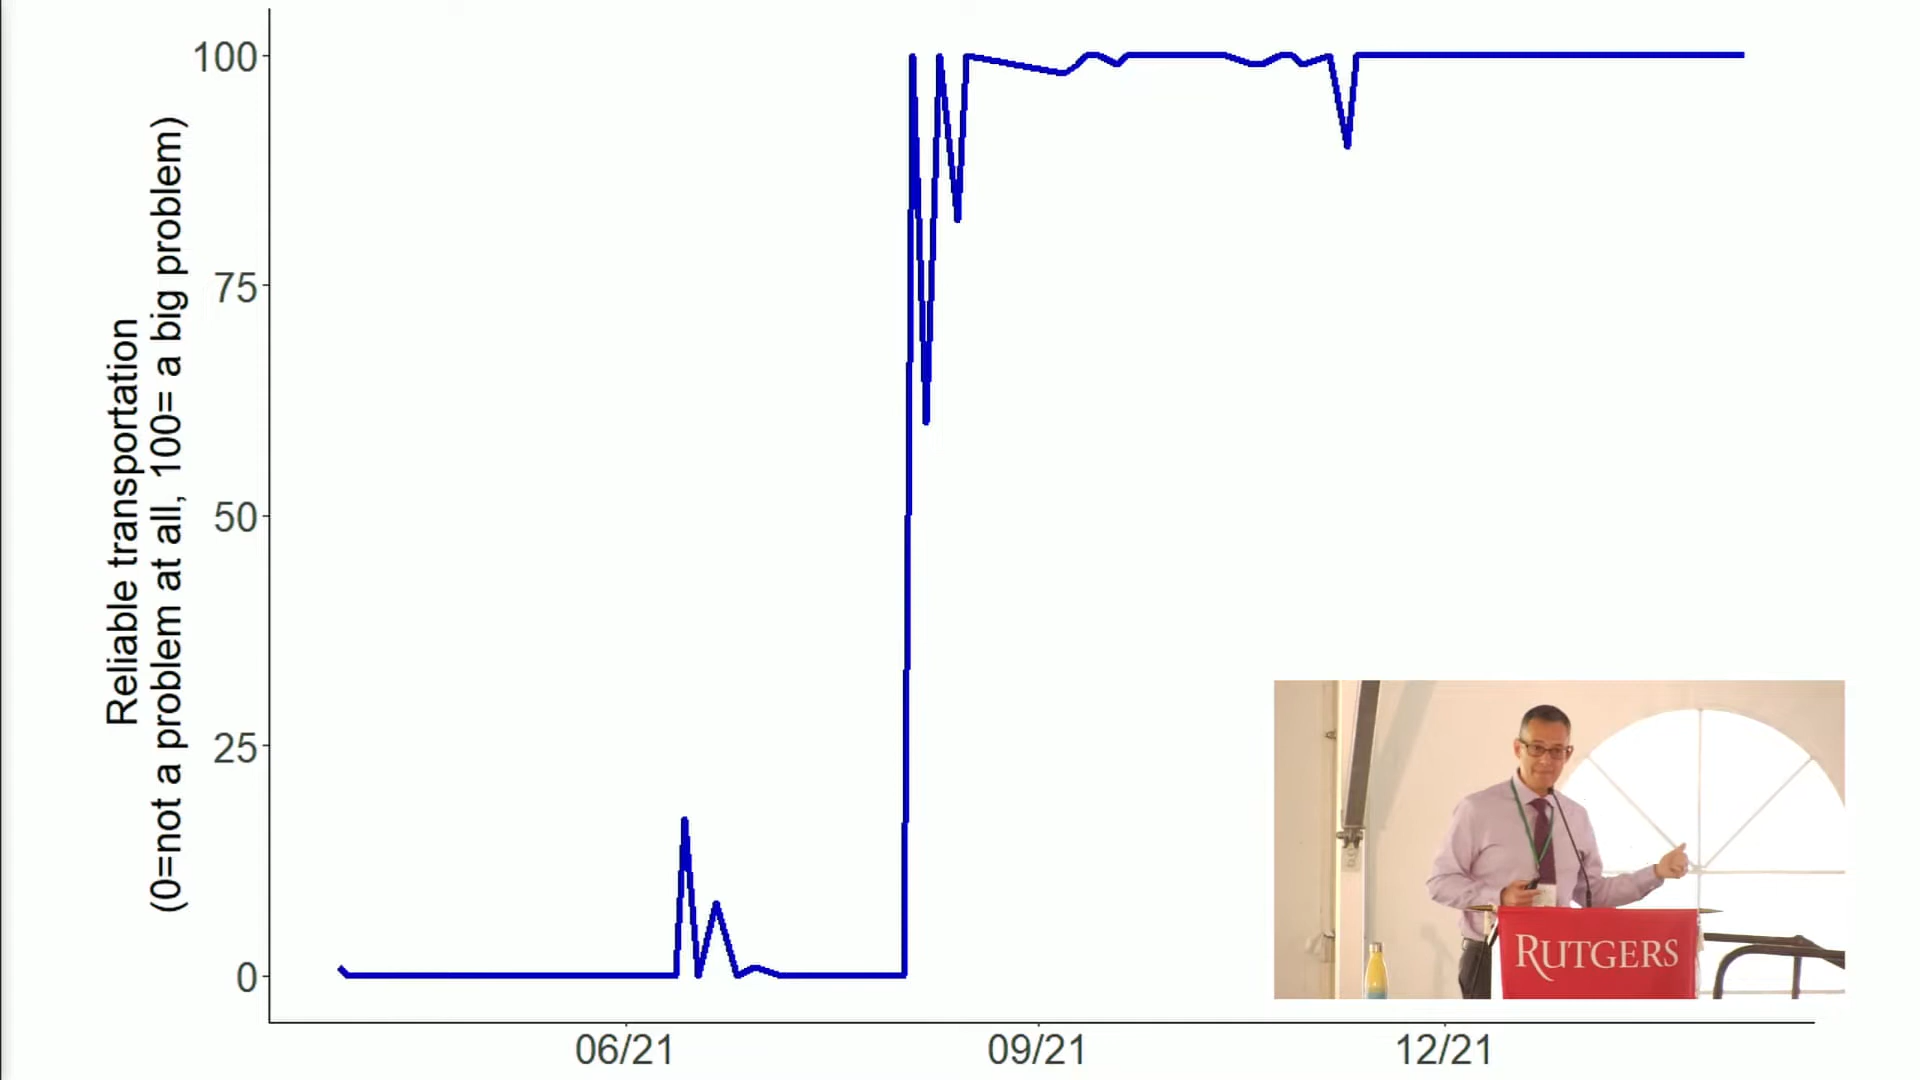 Reliable transportation
(0=not a problem at all, 100= a big problem)
100
75
50
25
0
06/21
09/21
12/21
RUTGERS